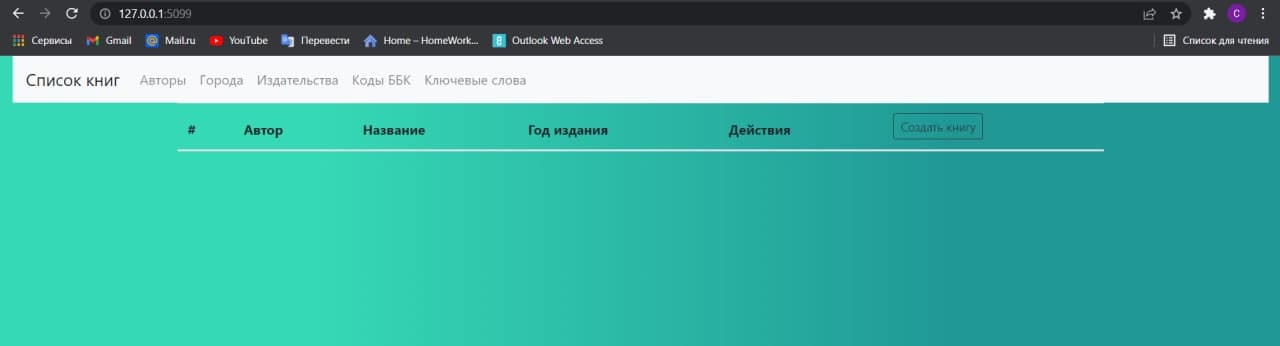 127.0.0.1:5099
Сервисы Gmail Mail.ru YouTube Перевести Home – HomeWork... Outlook Web Access Список для чтения
Список книг Авторы Города Издательства Коды ББК Ключевые слова
# Автор Название Год издания Действия Создать книгу